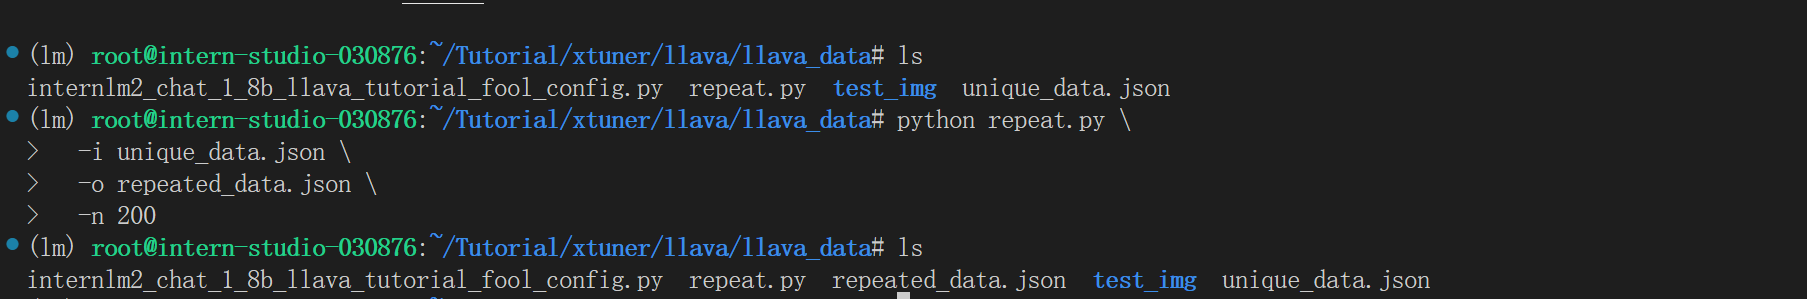 (lm) root@intern-studio-030876:~/Tutorial/xtuner/llava/llava_data# ls
internlm2_chat_1_8b_llava_tutorial_fool_config.py  repeat.py  test_img  unique_data.json
(lm) root@intern-studio-030876:~/Tutorial/xtuner/llava/llava_data# python repeat.py \
>   -i unique_data.json \
>   -o repeated_data.json \
>   -n 200
(lm) root@intern-studio-030876:~/Tutorial/xtuner/llava/llava_data# ls
internlm2_chat_1_8b_llava_tutorial_fool_config.py  repeat.py  repeated_data.json  test_img  unique_data.json